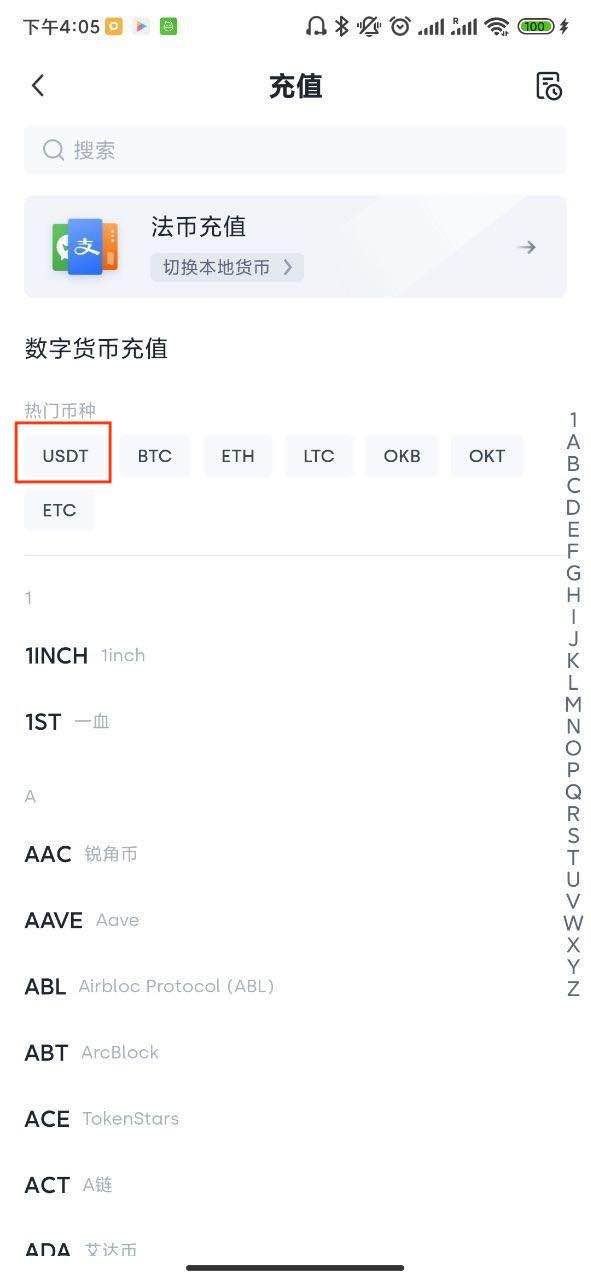 下午4:05
R
100
充值
搜索
支
法币充值
切换本地货币
数字货币充值
热门币种
USDT BTC ETH LTC OKB OKT
ETC
1
1INCH 1inch
1ST 一血
A
AAC 锐角币
AAVE Aave
ABL Airbloc Protocol (ABL)
ABT ArcBlock
ACE TokenStars
ACT A链
ADA 艾达币
1
A
B
C
D
E
F
G
H
I
J
K
L
M
N
O
P
Q
R
S
T
U
V
W
X
Y
Z